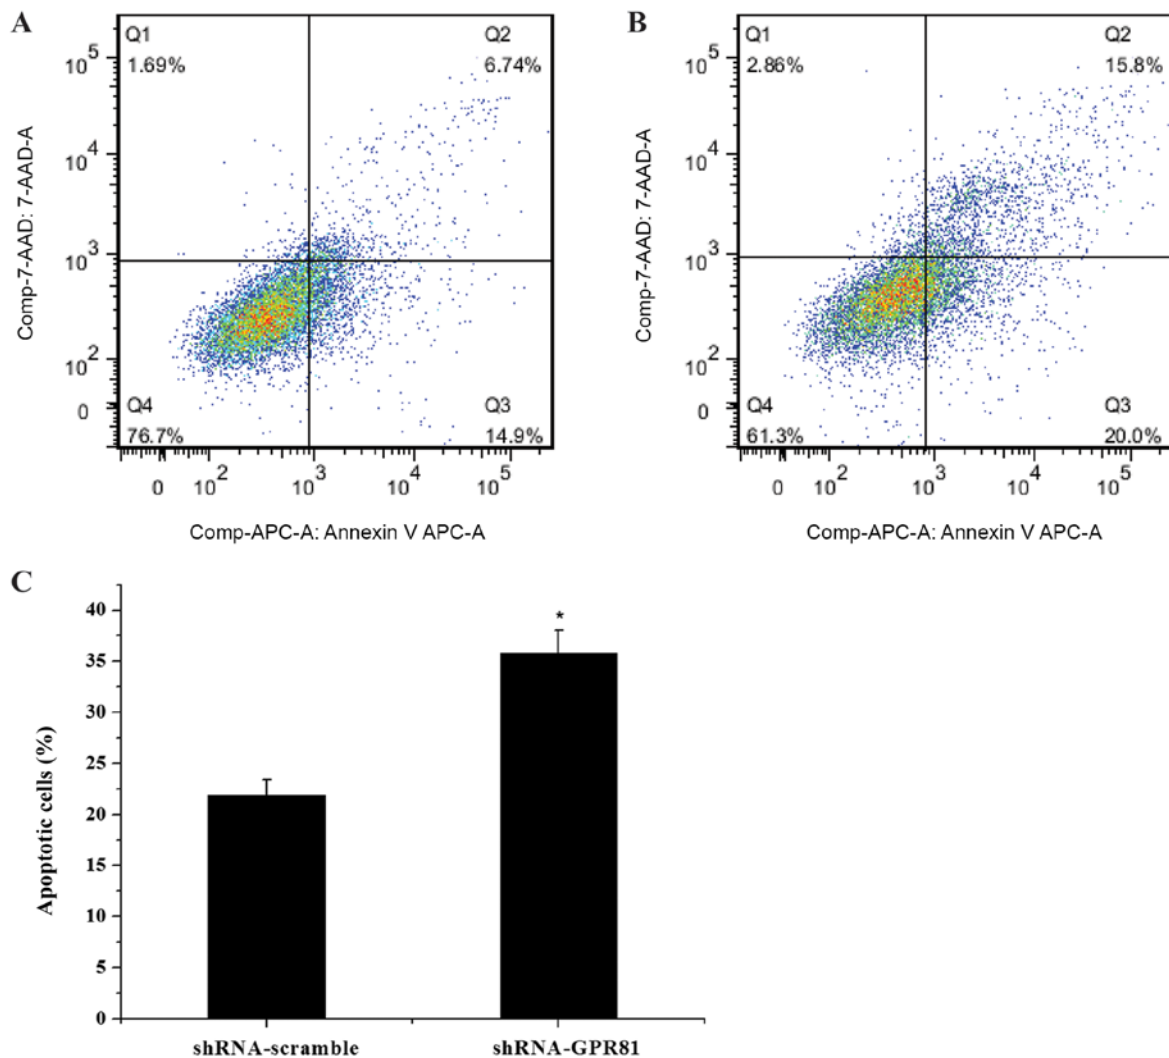 A
Q1
1.69%
Q2
6.74%
10^5
10^4
10^3
10^2
0
Comp-7-AAD: 7-AAD-A
Q4
76.7%
Q3
14.9%
0
10^2
10^3
10^4
10^5
Comp-APC-A: Annexin V APC-A
B
Q1
2.86%
Q2
15.8%
10^5
10^4
10^3
10^2
0
Comp-7-AAD: 7-AAD-A
Q4
61.3%
Q3
20.0%
0
10^2
10^3
10^4
10^5
Comp-APC-A: Annexin V APC-A
C
40
35
30
25
20
15
10
5
0
Apoptotic cells (%)
*
shRNA-scramble
shRNA-GPR81